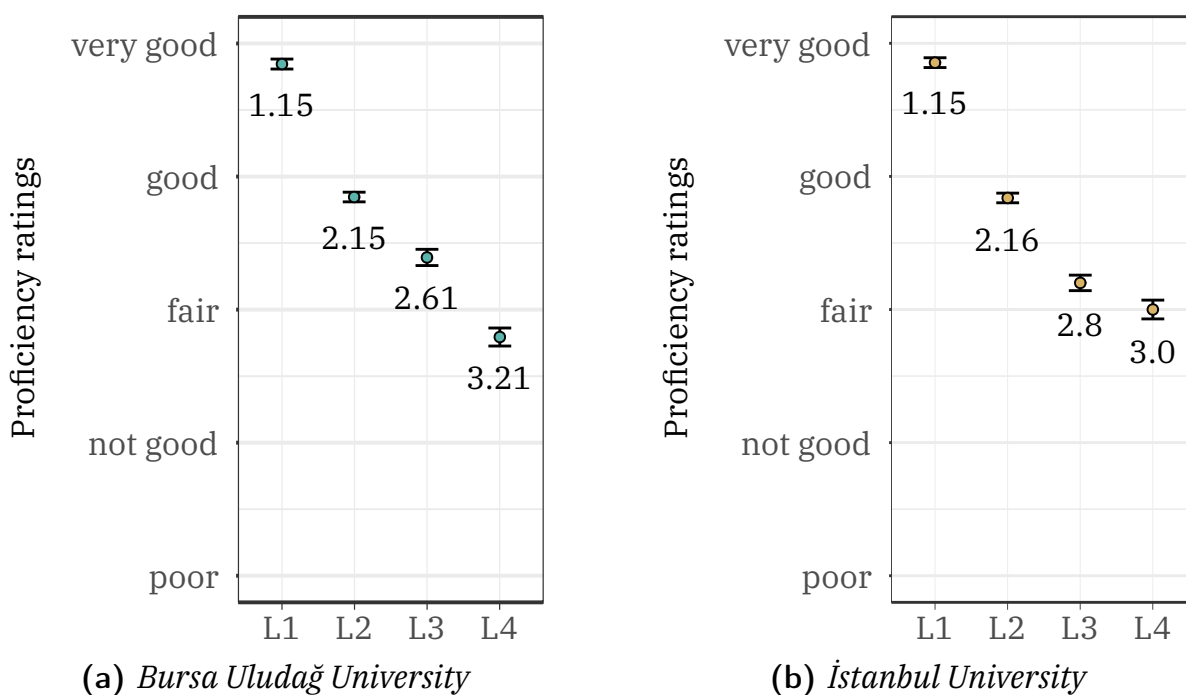 Proficiency ratings
very good
good
fair
not good
poor
1.15
2.15
2.61
3.21
L1 L2 L3 L4
(a) Bursa Uludağ University
Proficiency ratings
very good
good
fair
not good
poor
1.15
2.16
2.8
3.0
L1 L2 L3 L4
(b) İstanbul University